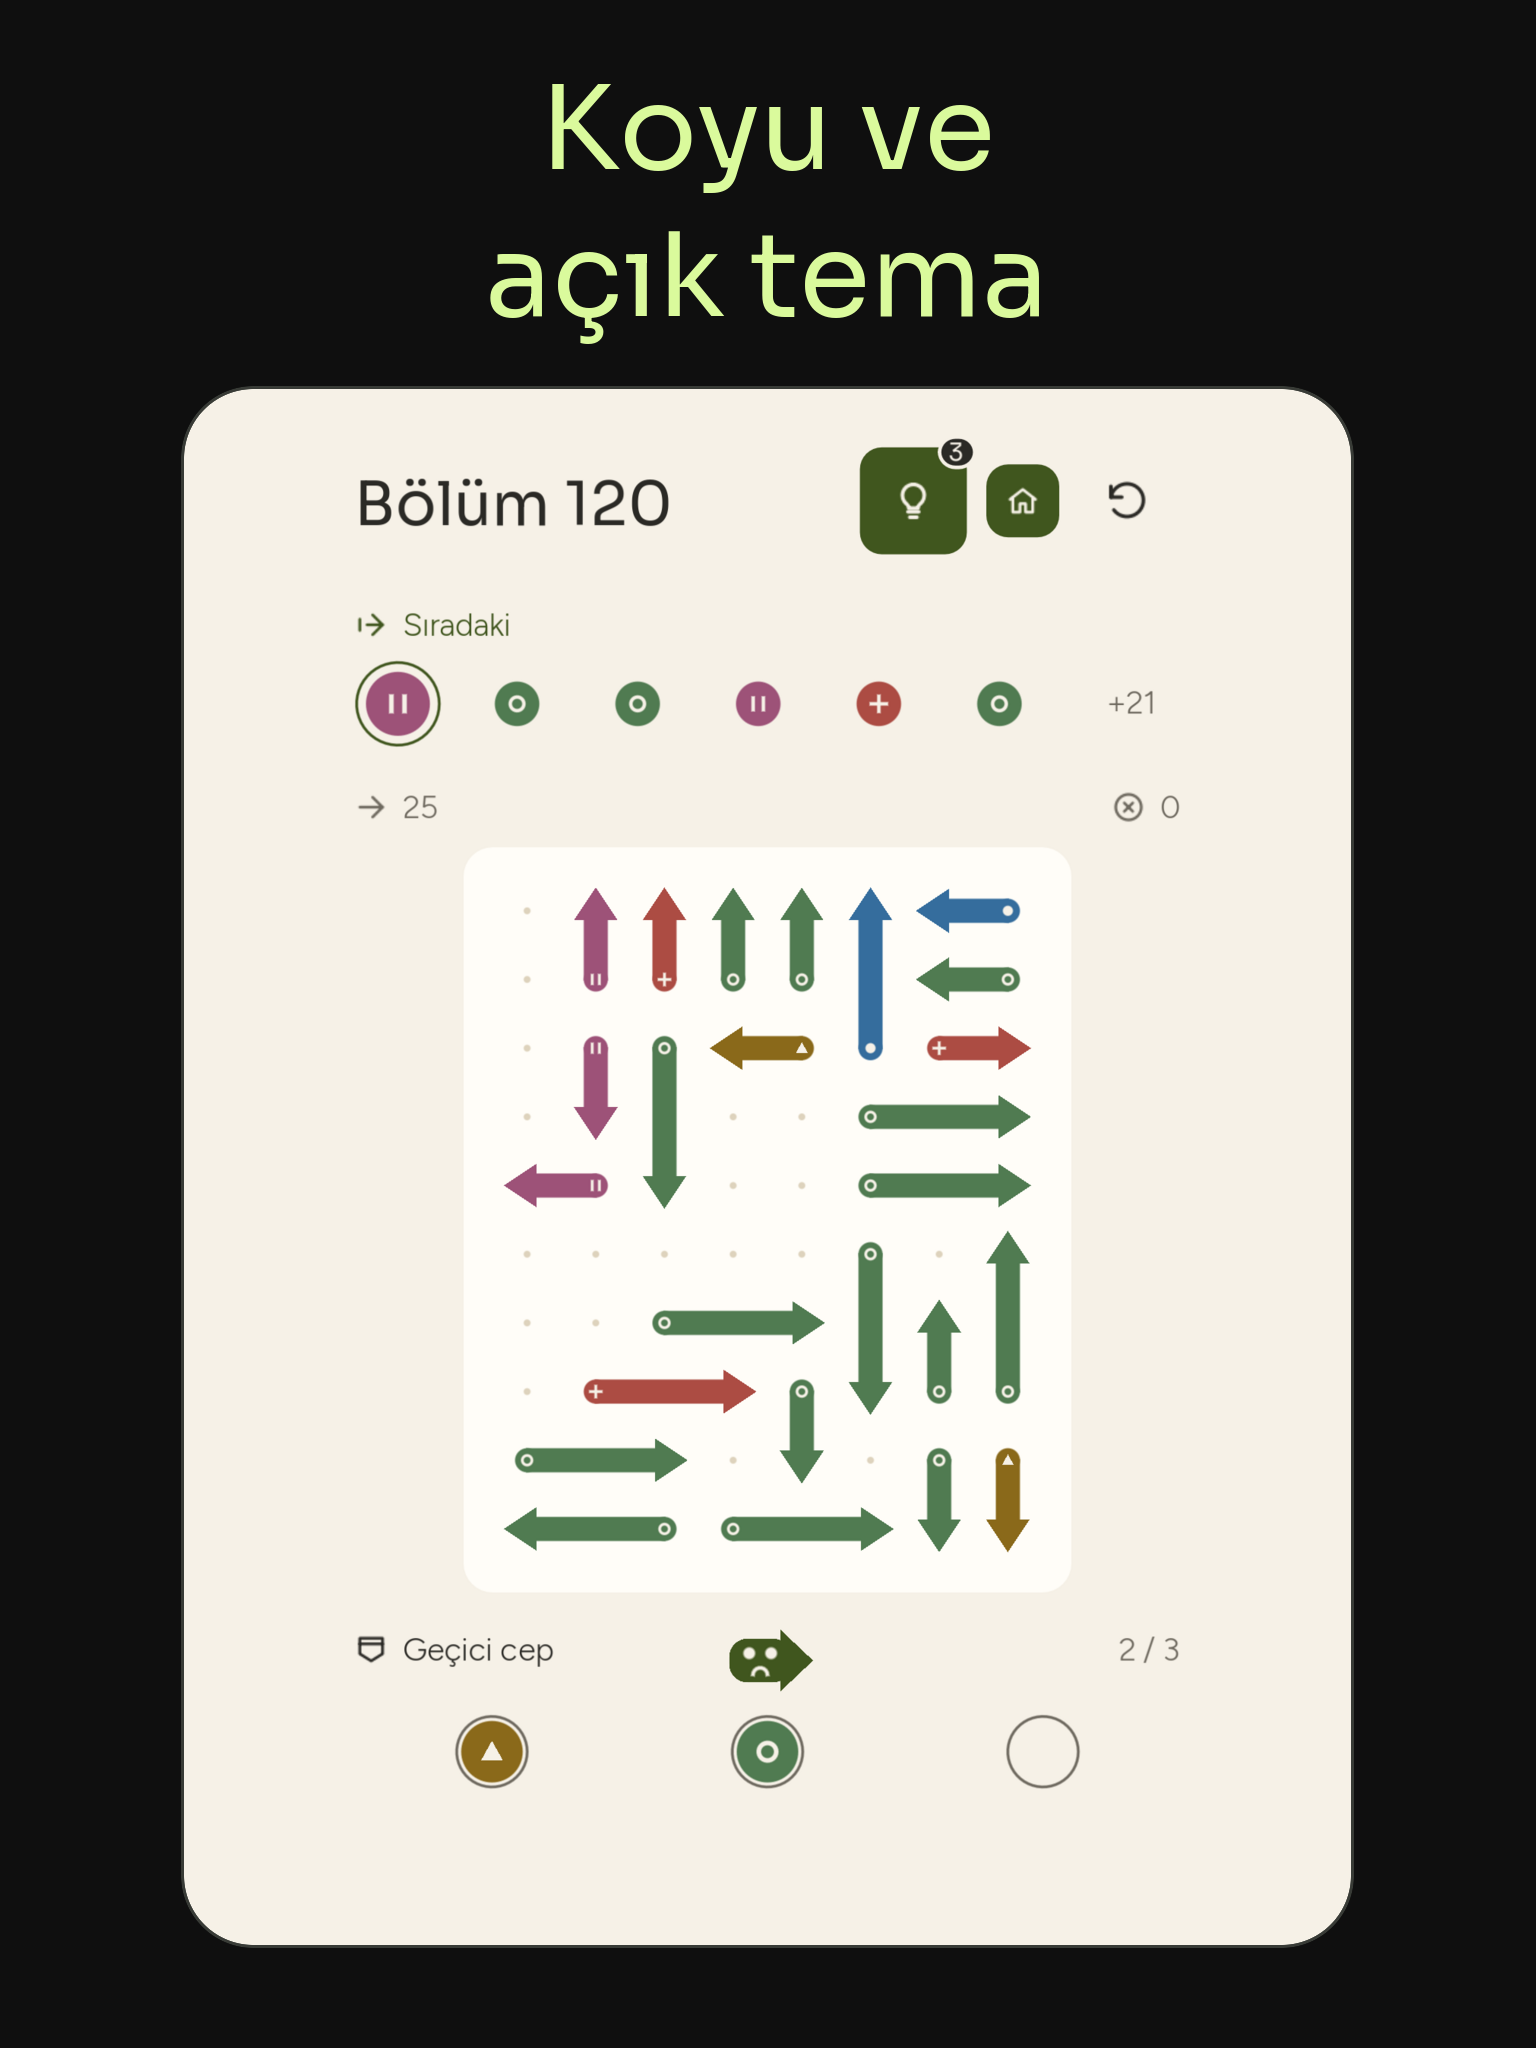 Koyu ve
açık tema
Bölüm 120
3
Sıradaki
+21
25
0
Geçici cep
2 / 3